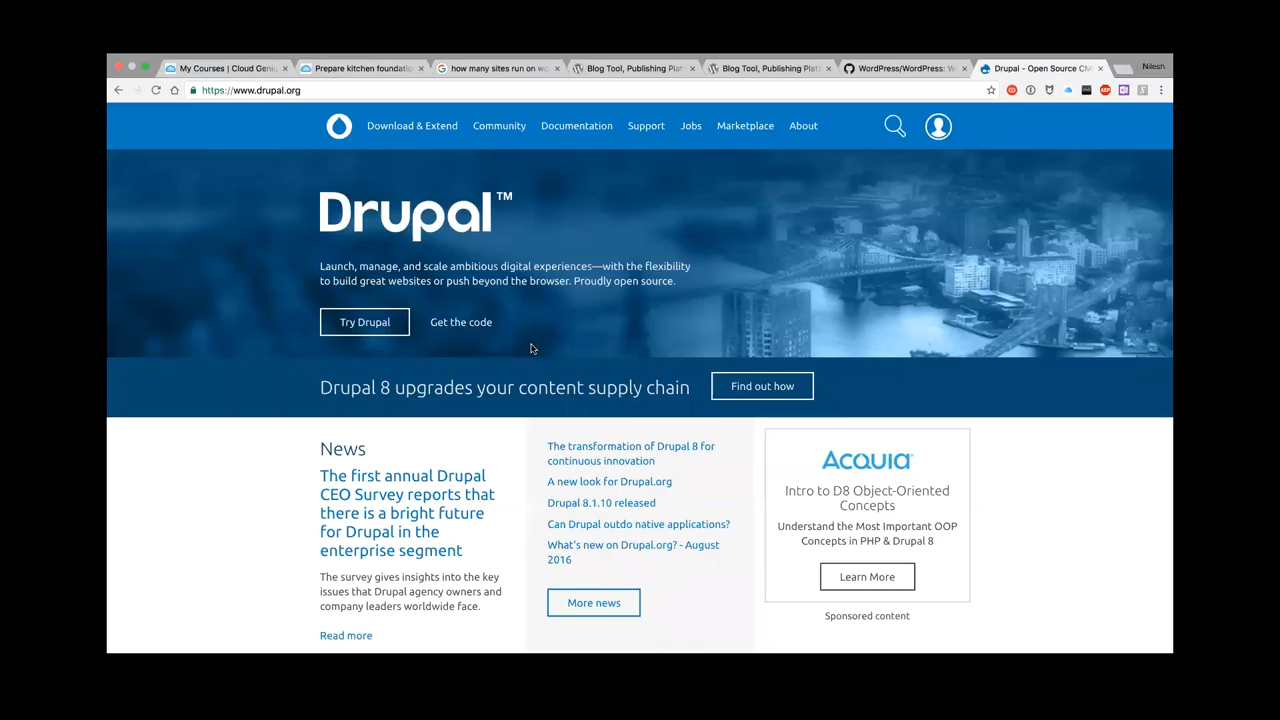 My Courses | Cloud Geniu
Prepare kitchen foundatio
how many sites run on wo
Blog Tool, Publishing Platf
Blog Tool, Publishing Platf
WordPress/WordPress: W
Drupal - Open Source CM
Nilesh
https://www.drupal.org
Download & Extend
Community
Documentation
Support
Jobs
Marketplace
About
Drupal™
Launch, manage, and scale ambitious digital experiences—with the flexibility
to build great websites or push beyond the browser. Proudly open source.
Try Drupal
Get the code
Drupal 8 upgrades your content supply chain
Find out how
News
The first annual Drupal
CEO Survey reports that
there is a bright future
for Drupal in the
enterprise segment
The survey gives insights into the key
issues that Drupal agency owners and
company leaders worldwide face.
Read more
The transformation of Drupal 8 for
continuous innovation
A new look for Drupal.org
Drupal 8.1.10 released
Can Drupal outdo native applications?
What's new on Drupal.org? - August
2016
More news
ACQUIA
Intro to D8 Object-Oriented
Concepts
Understand the Most Important OOP
Concepts in PHP & Drupal 8
Learn More
Sponsored content